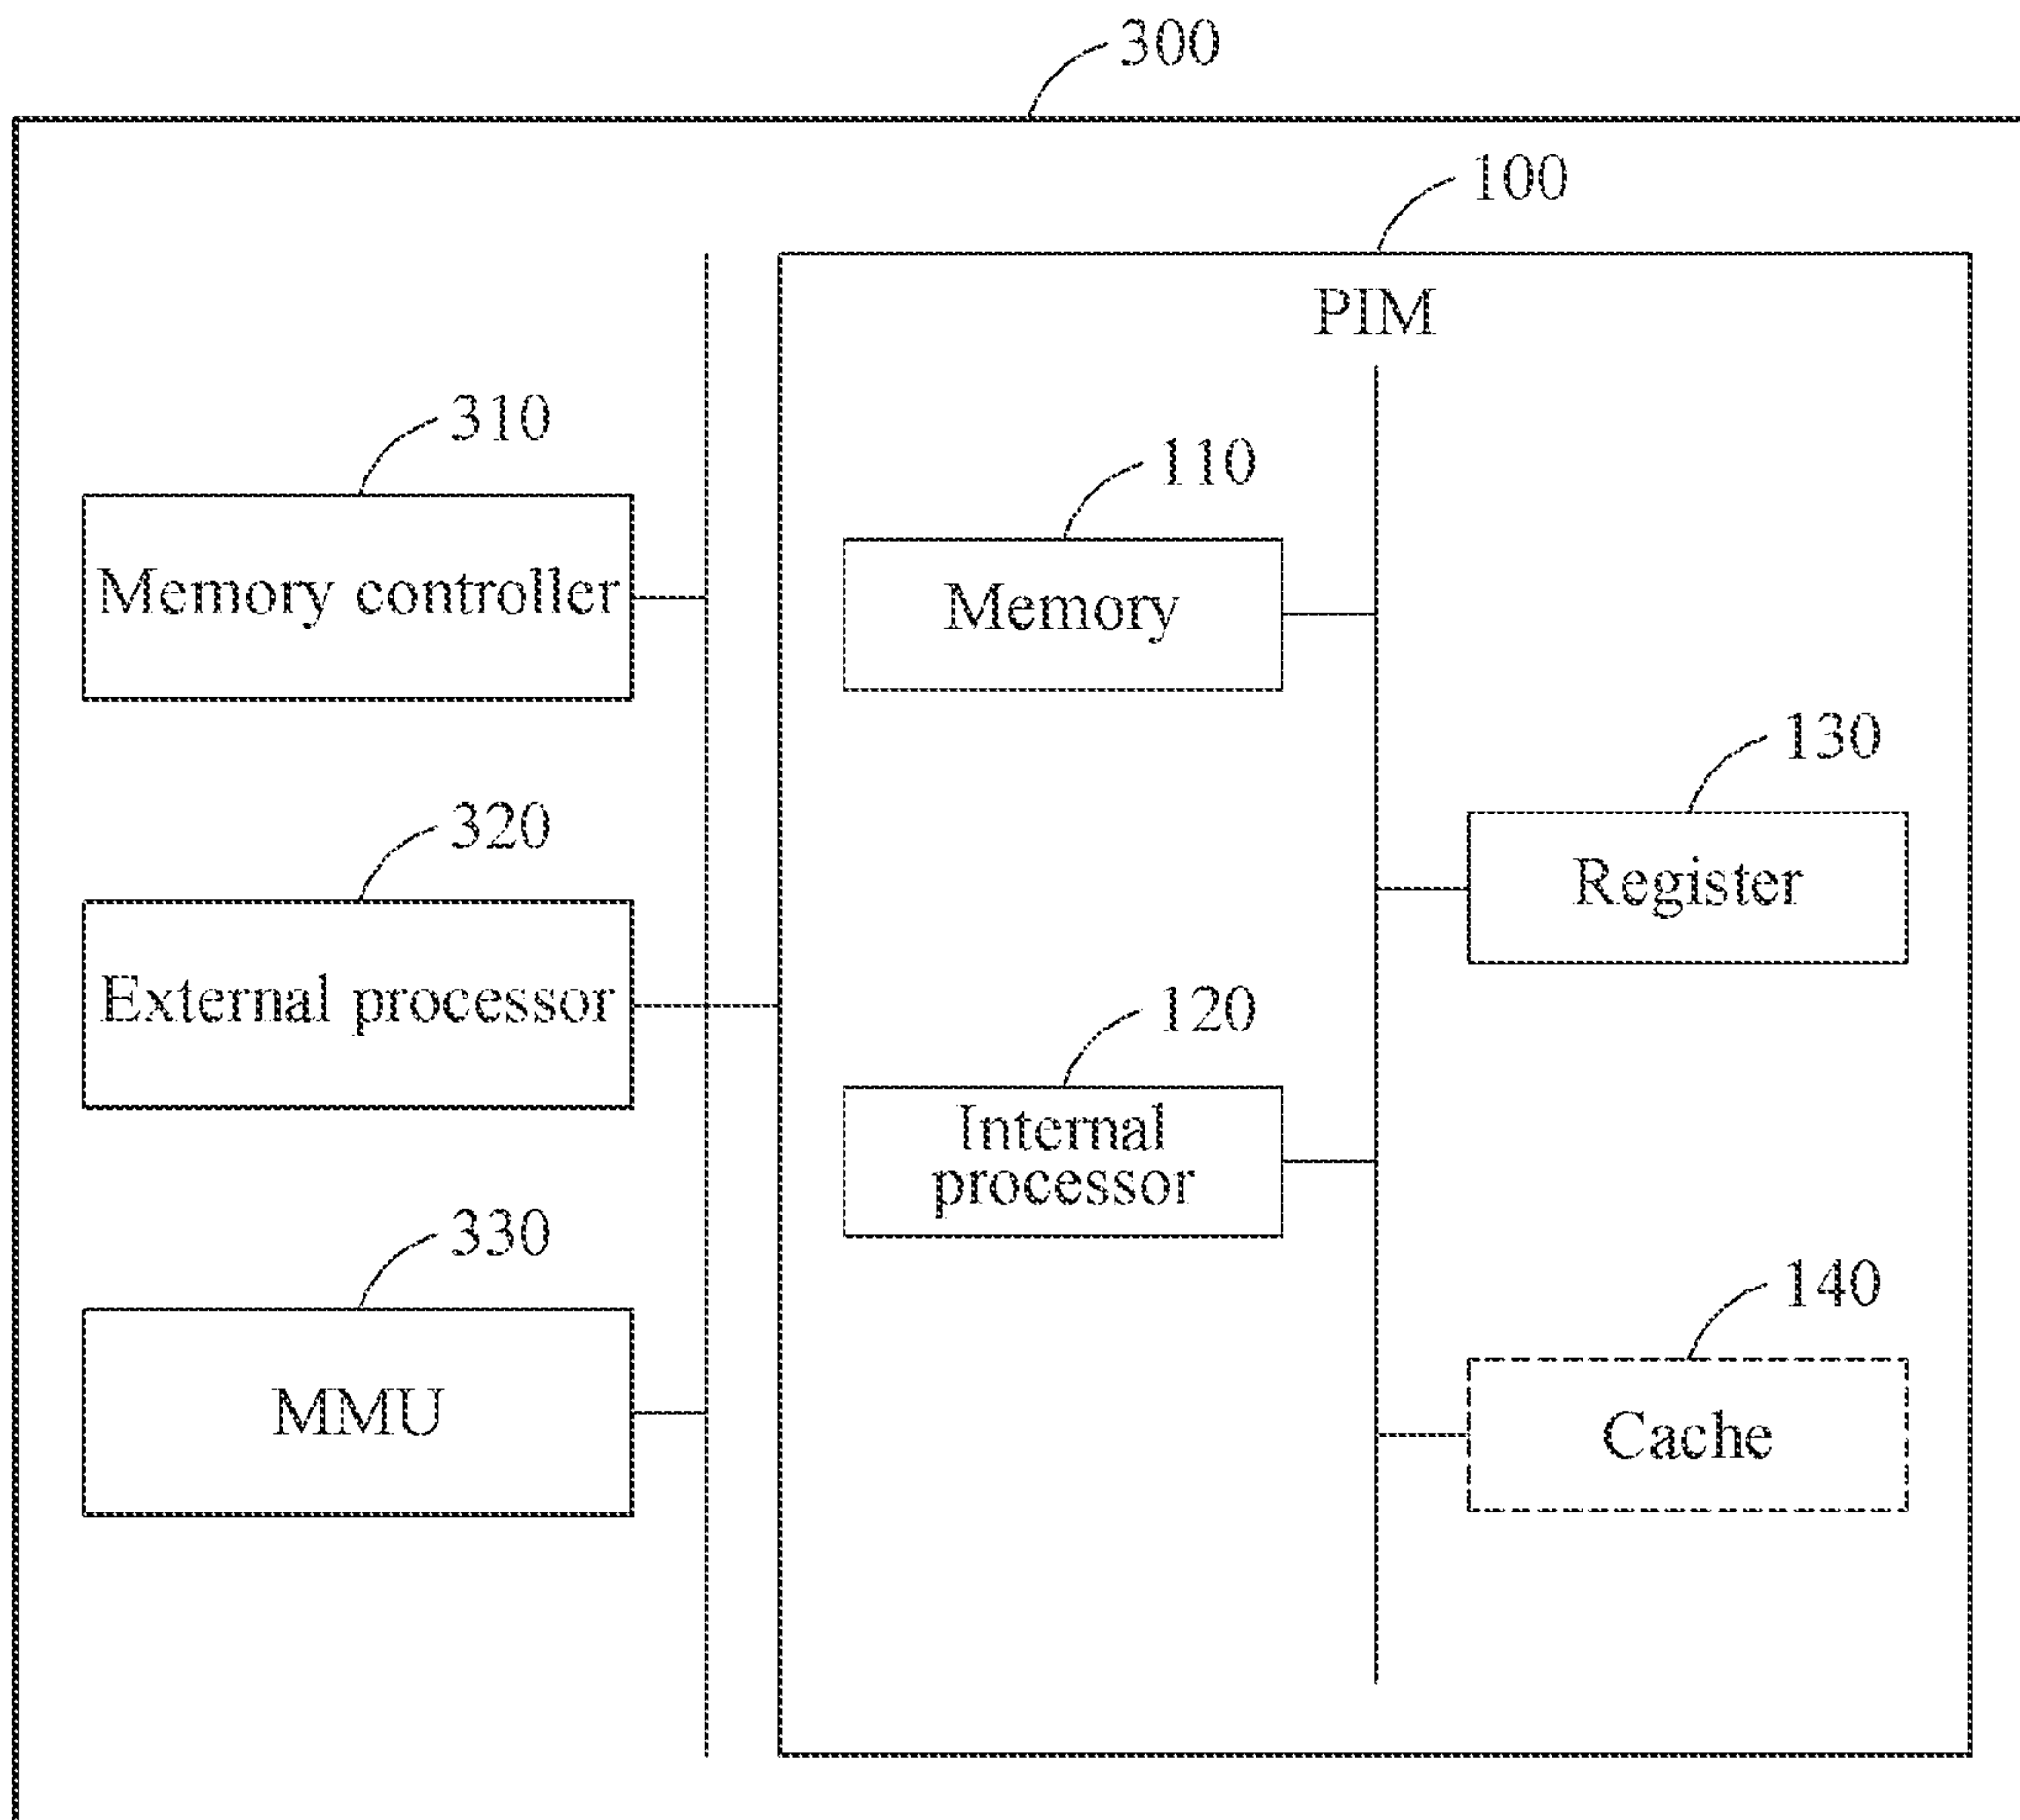 300
100
PIM
310
110
Memory controller
Memory
130
320
Register
External processor
120
Internal
processor
330
140
MMU
Cache